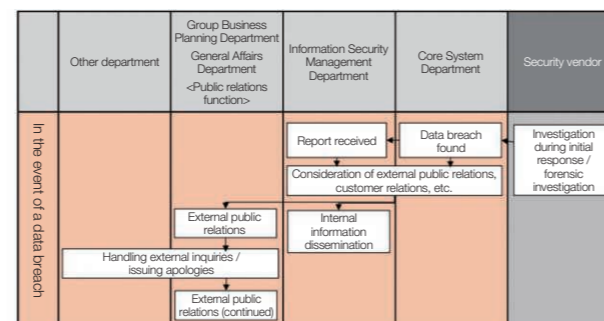 Other department
Group Business
Planning Department
General Affairs
Department
<Public relations
function>
Information Security
Management
Department
Core System
Department
Security vendor
In the event of a data breach
Report received
Data breach
found
Investigation
during initial
response /
forensic
investigation
Consideration of external public relations,
customer relations, etc.
External public
relations
Internal
information
dissemination
Handling external inquiries /
issuing apologies
External public
relations (continued)